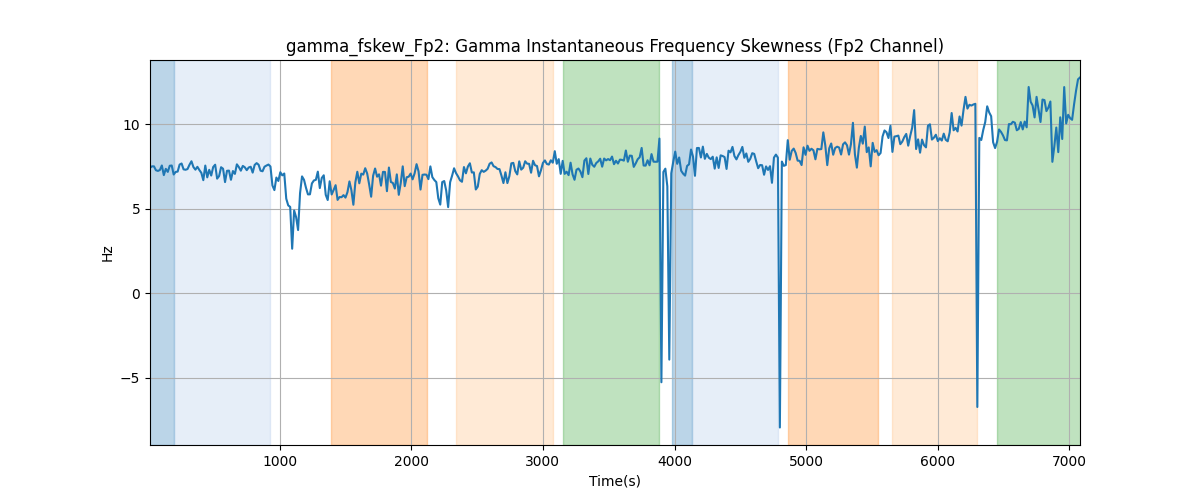 gamma_fskew_Fp2: Gamma Instantaneous Frequency Skewness (Fp2 Channel)
10
5
0
−5
Hz
1000 2000 3000 4000 5000 6000 7000
Time(s)